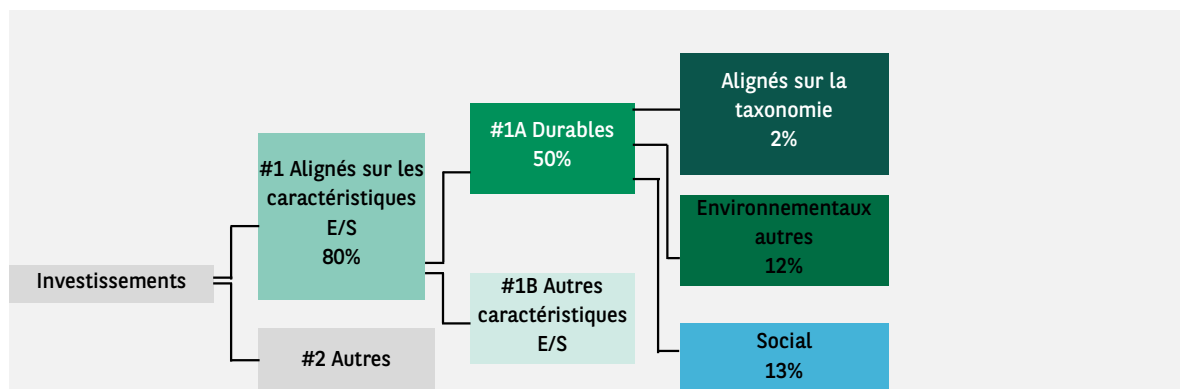 Investissements
#1 Alignés sur les
caractéristiques
E/S
80%
#2 Autres
#1A Durables
50%
#1B Autres
caractéristiques
E/S
Alignés sur la
taxonomie
2%
Environnementaux
autres
12%
Social
13%